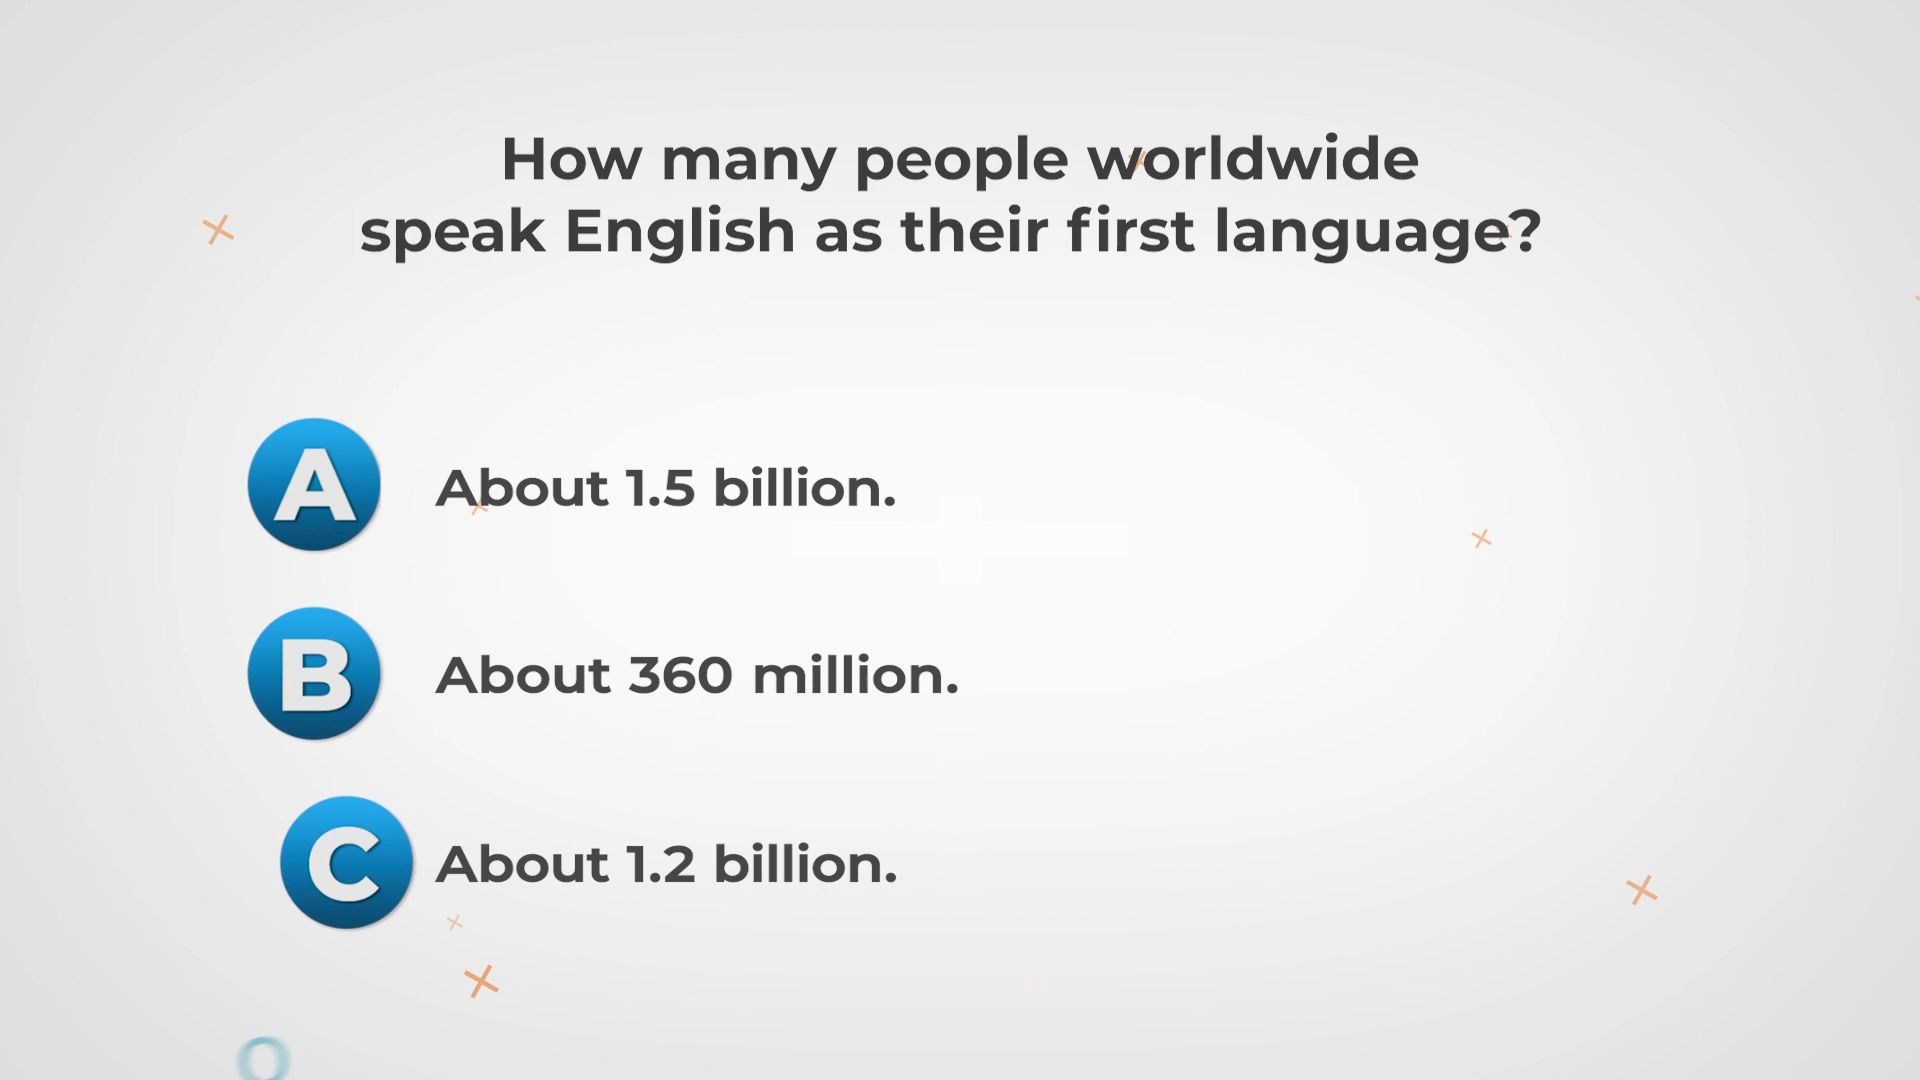 How many people worldwide
speak English as their first language?
A About 1.5 billion.
B About 360 million.
C About 1.2 billion.